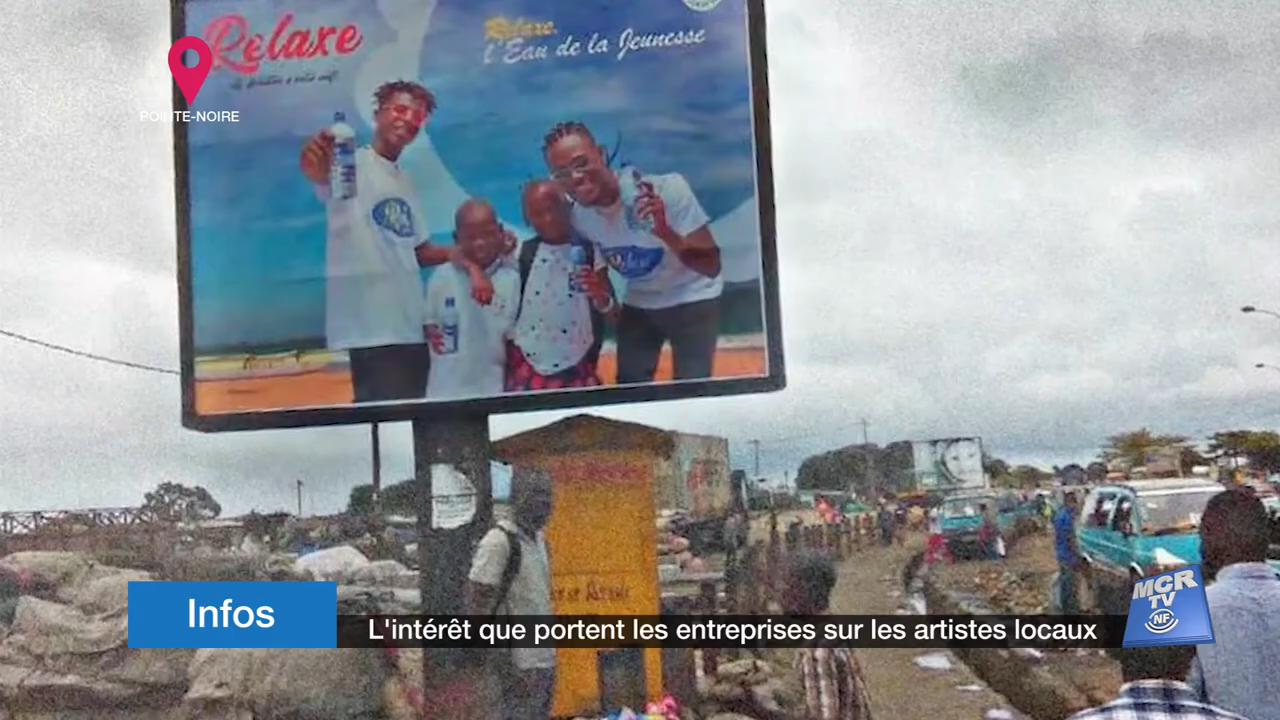 Relaxe
Relaxe,
l'Eau de la Jeunesse
POINTE-NOIRE
Infos
L'intérêt que portent les entreprises sur les artistes locaux
MCR
TV
NF